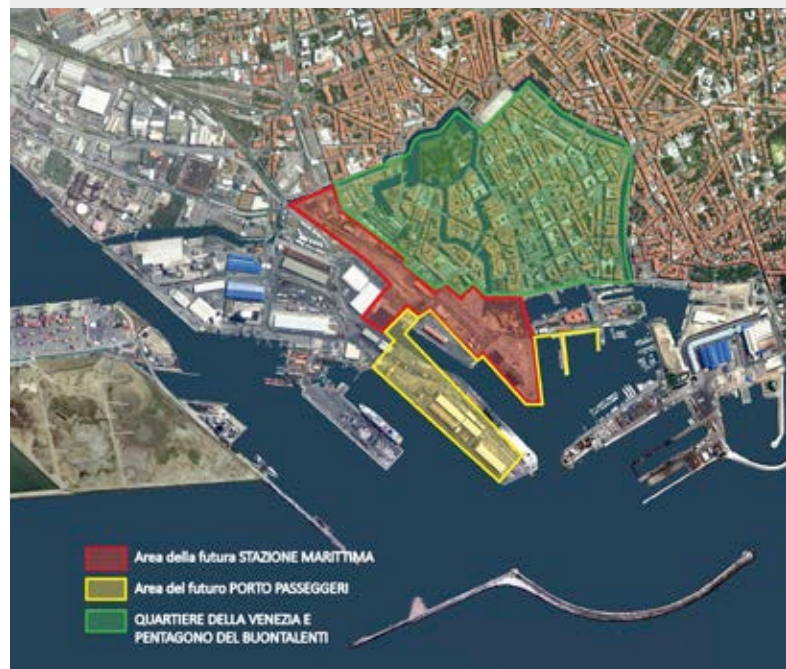 Area della futura STAZIONE MARITTIMA
Area del futuro PORTO PASSEGGERI
QUARTIERE DELLA VENEZIA E
PENTAGONO DEL BUONTALENTI